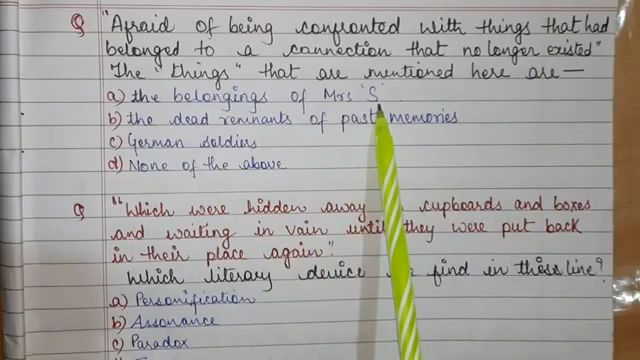 Q "Afraid of being confronted with things that had
belonged to a connection that no longer existed"
The "things" that are mentioned here are —
a) the belongings of Mrs 'S'
b) the dead remnants of past memories
c) German soldiers
d) None of the above
Q "Which were hidden away cupboards and boxes
and waiting in vain until they were put back
in their place again".
Which literary device find in these line?
a) Personification
b) Assonance
c) Paradox